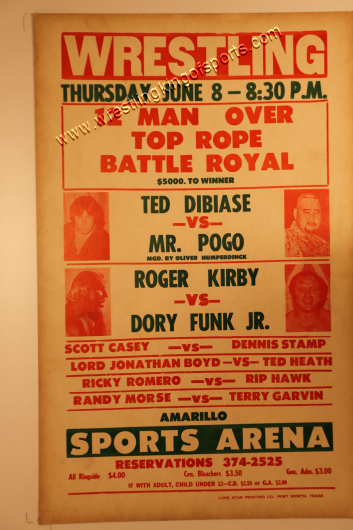 WRESTLING
THURSDAY JUNE 8 – 8:30 P.M.
www.wrestlingkingofsports.com
12 MAN OVER
TOP ROPE
BATTLE ROYAL
$5000. TO WINNER
TED DIBIASE
—VS—
MR. POGO
MGD. BY OLIVER HUMPERDINCK
ROGER KIRBY
—VS—
DORY FUNK JR.
SCOTT CASEY —VS— DENNIS STAMP
LORD JONATHAN BOYD —VS— TED HEATH
RICKY ROMERO —VS— RIP HAWK
RANDY MORSE —VS— TERRY GARVIN
AMARILLO
SPORTS ARENA
RESERVATIONS 374-2525
All Ringside $4.00 Cen. Bleachers $3.50 Gen. Adm. $3.00
IF WITH ADULT, CHILD UNDER 12—C.B. $2.50 or G.A. $2.00
LONE STAR PRINTING CO., FORT WORTH, TEXAS